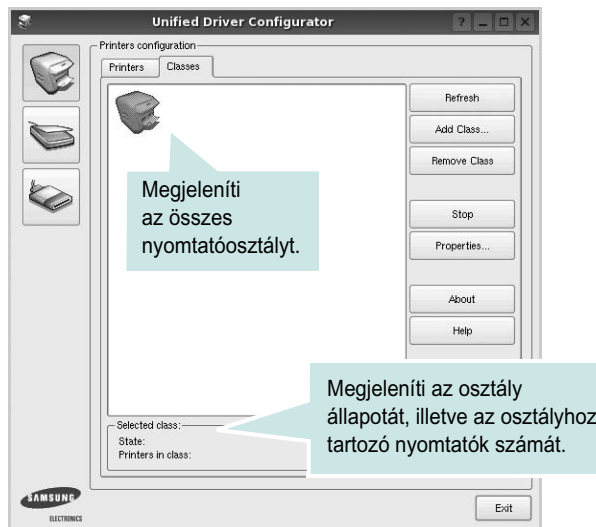 Unified Driver Configurator
Printers configuration
Printers Classes
Refresh
Add Class...
Remove Class
Megjeleníti
az összes
nyomtatóosztályt.
Stop
Properties...
About
Help
Megjeleníti az osztály
állapotát, illetve az osztályhoz
tartozó nyomtatók számát.
Selected class:
State:
Printers in class:
SAMSUNG
ELECTRONICS
Exit